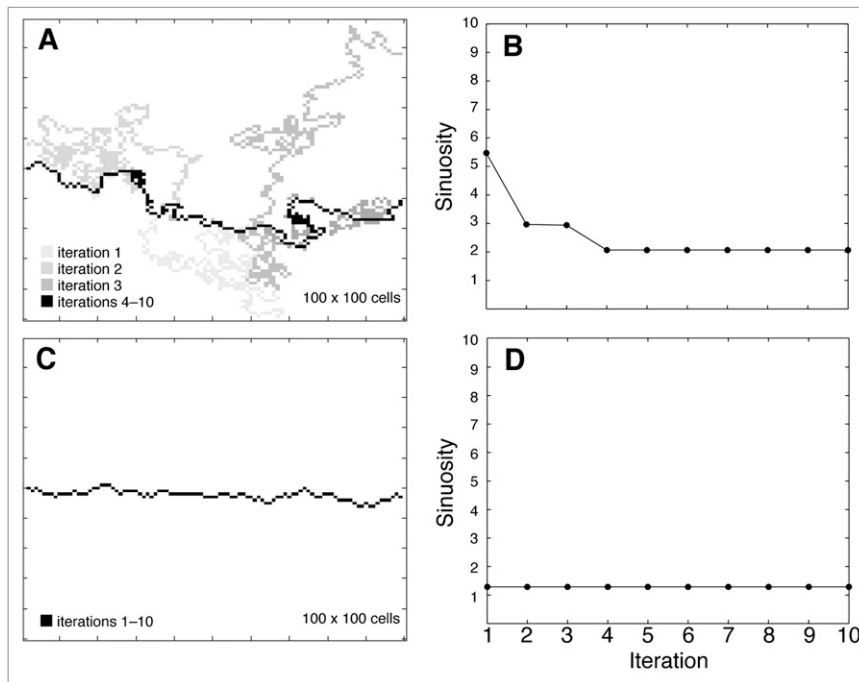 A
iteration 1
iteration 2
iteration 3
iterations 4–10
100 x 100 cells
B
10
9
8
7
6
5
4
3
2
1
Sinuosity
C
iterations 1–10
100 x 100 cells
D
10
9
8
7
6
5
4
3
2
1
Sinuosity
1 2 3 4 5 6 7 8 9 10
Iteration